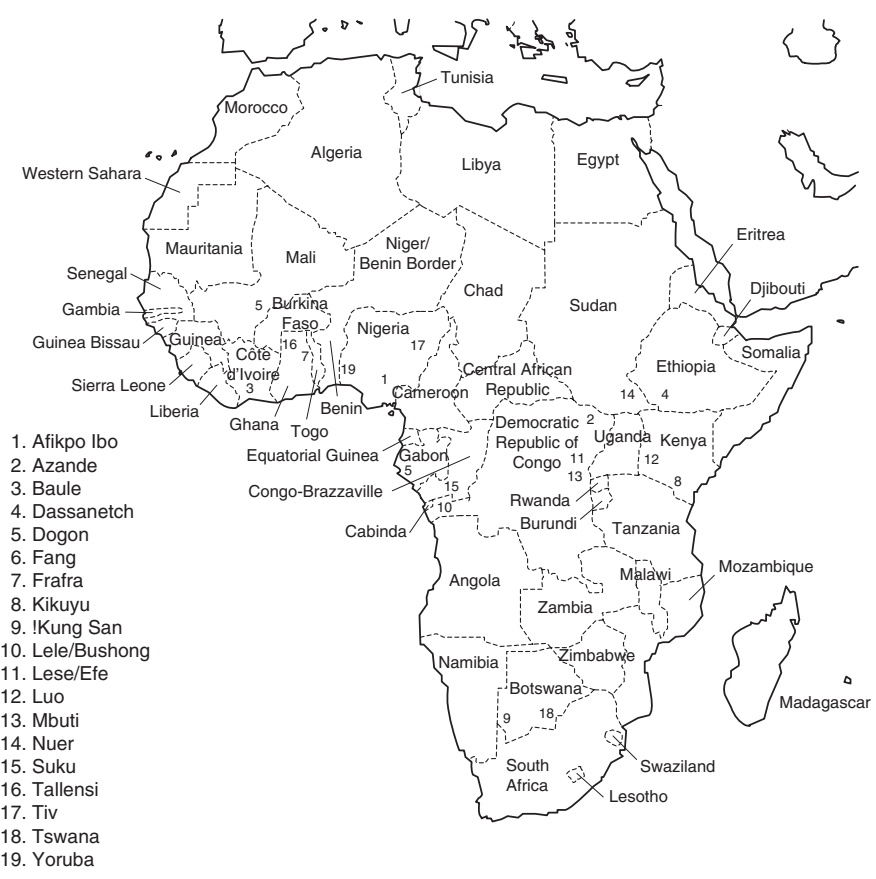 Tunisia
Morocco
Algeria
Libya
Egypt
Western Sahara
Mauritania
Mali
Niger/
Benin Border
Chad
Sudan
Eritrea
Djibouti
Senegal
Gambia
Guinea Bissau
Guinea
Sierra Leone
Liberia
5
Burkina
Faso
16
7
Côte
d'Ivoire
3
Nigeria
17
19
1
Ghana
Togo
Benin
Cameroon
Central African
Republic
Ethiopia
14
4
Somalia
Equatorial Guinea
Gabon
5
Congo-Brazzaville
15
10
Cabinda
Democratic
Republic of
Congo
2
11
13
Uganda
Kenya
12
8
Rwanda
Burundi
Tanzania
Angola
Zambia
Malawi
Mozambique
Namibia
Zimbabwe
Botswana
9
18
Madagascar
South
Africa
Swaziland
Lesotho
1. Afikpo Ibo
2. Azande
3. Baule
4. Dassanetch
5. Dogon
6. Fang
7. Frafra
8. Kikuyu
9. !Kung San
10. Lele/Bushong
11. Lese/Efe
12. Luo
13. Mbuti
14. Nuer
15. Suku
16. Tallensi
17. Tiv
18. Tswana
19. Yoruba